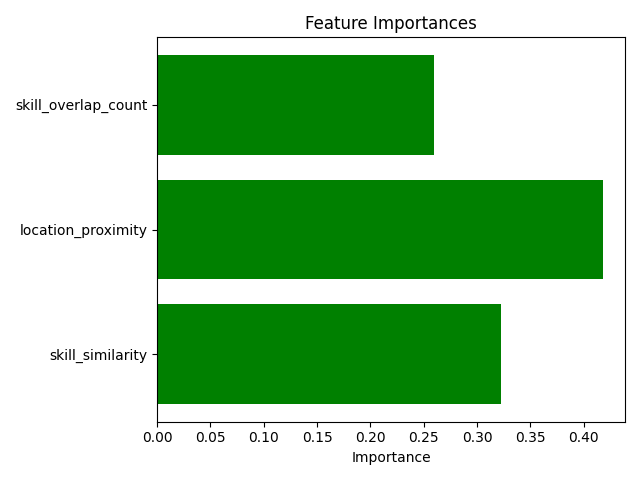 Feature Importances
skill_overlap_count
location_proximity
skill_similarity
0.00 0.05 0.10 0.15 0.20 0.25 0.30 0.35 0.40
Importance